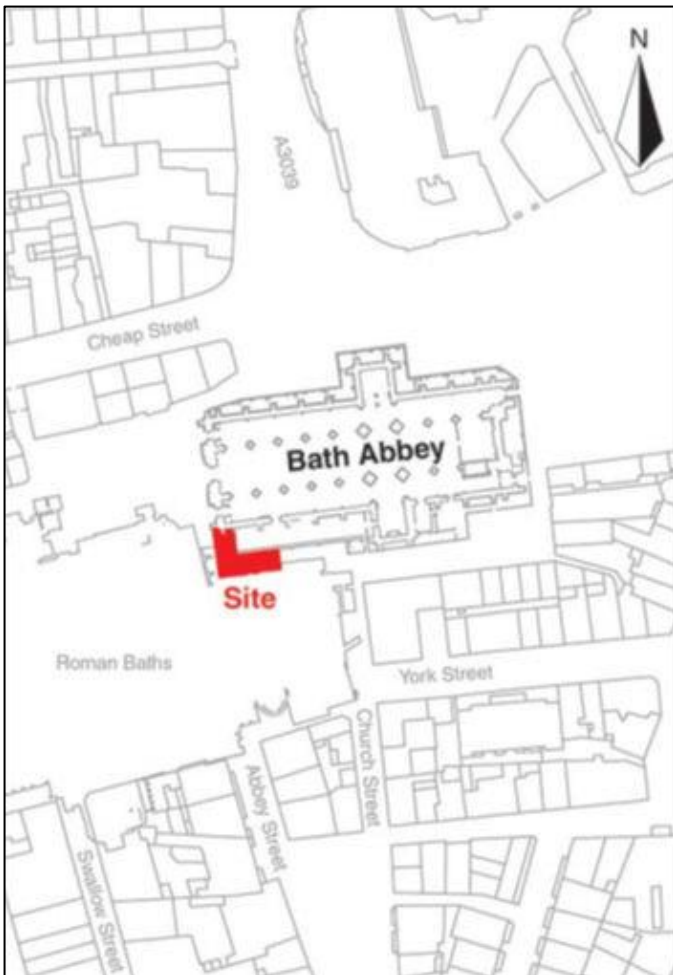 N
A3039
Cheap Street
Bath Abbey
Site
Roman Baths
York Street
Church Street
Abbey Street
Swallow Street